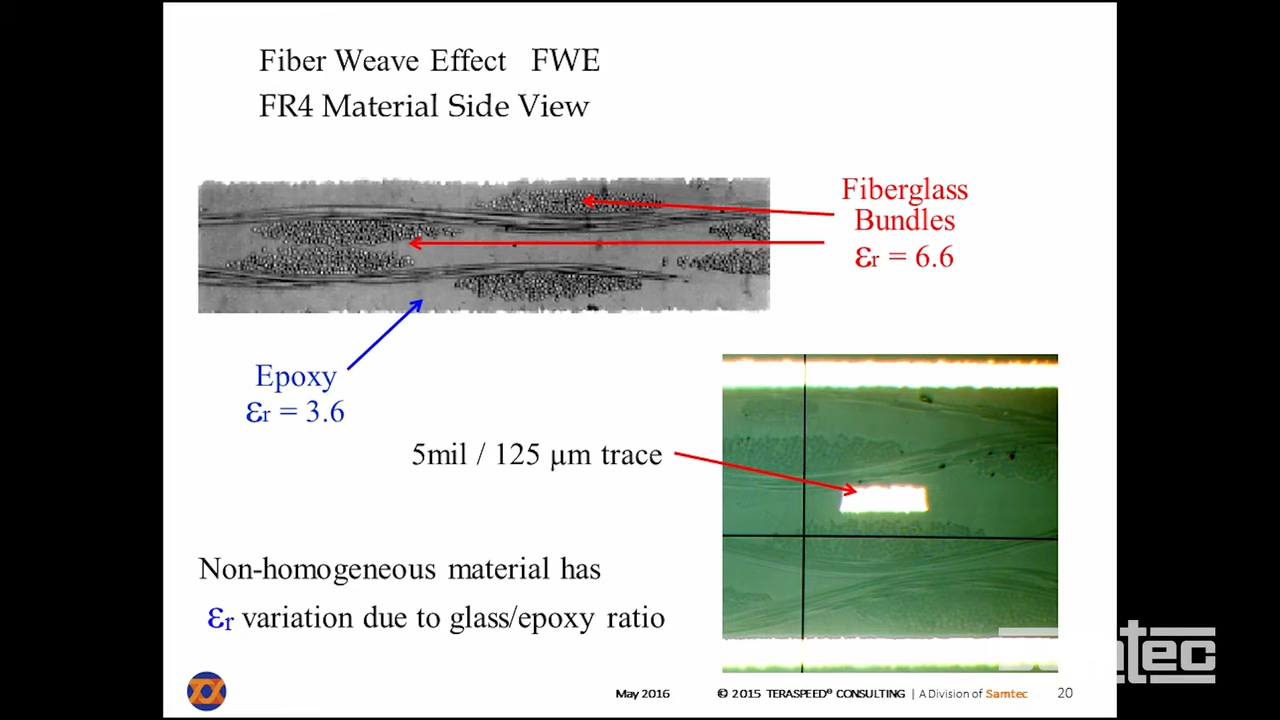 Fiber Weave Effect FWE
FR4 Material Side View
Fiberglass
Bundles
εr = 6.6
Epoxy
εr = 3.6
5mil / 125 μm trace
Non-homogeneous material has
εr variation due to glass/epoxy ratio
samtec
May 2016 © 2015 TERASPEED® CONSULTING | A Division of Samtec 20